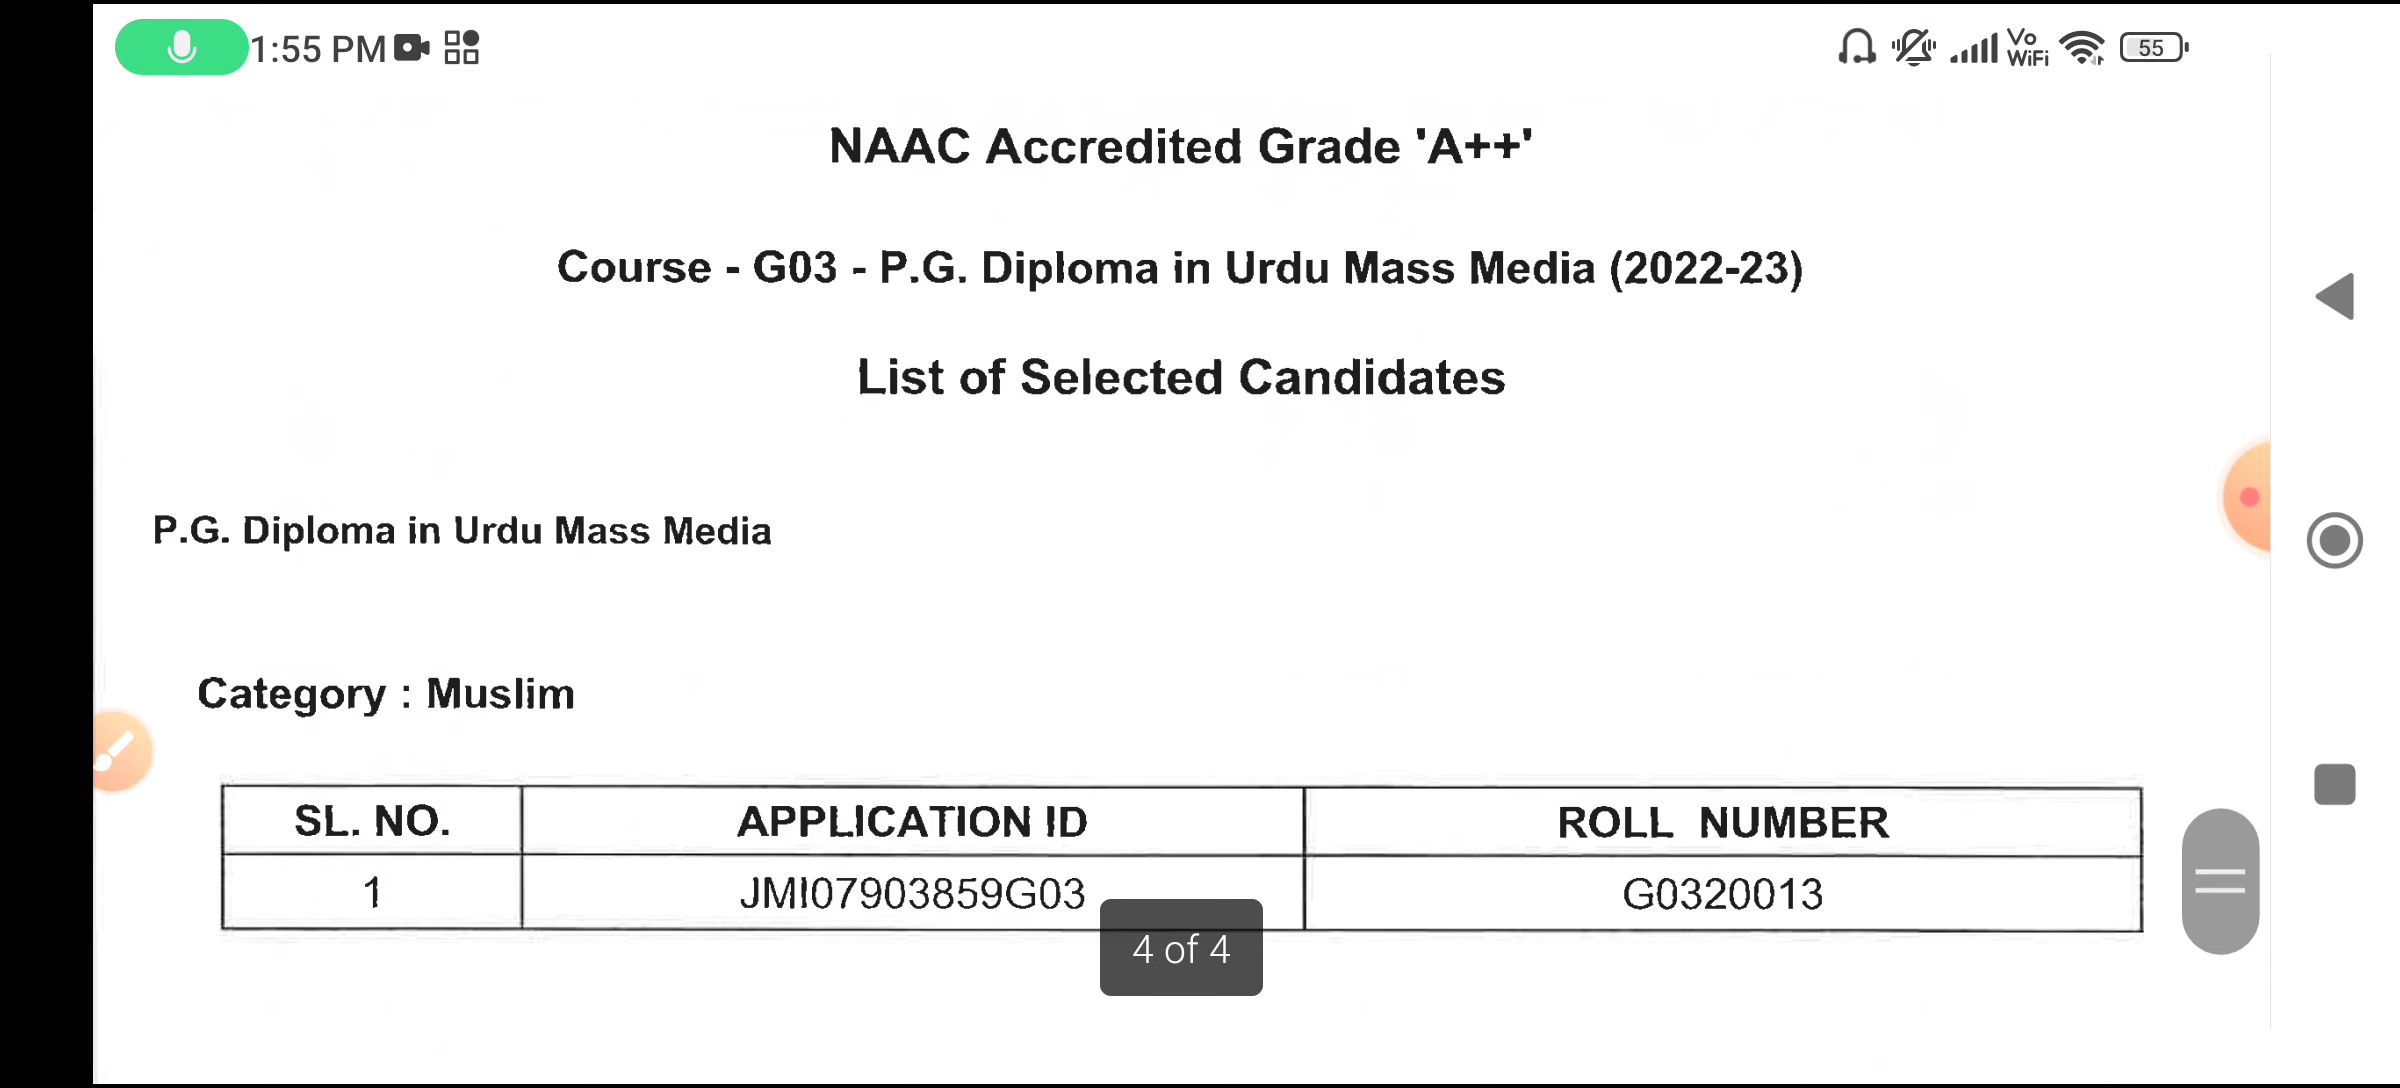 1:55 PM
Vo
WiFi
55
NAAC Accredited Grade 'A++'
Course - G03 - P.G. Diploma in Urdu Mass Media (2022-23)
List of Selected Candidates
P.G. Diploma in Urdu Mass Media
Category : Muslim
SL. NO. APPLICATION ID ROLL NUMBER
1 JMI07903859G03 G0320013
4 of 4